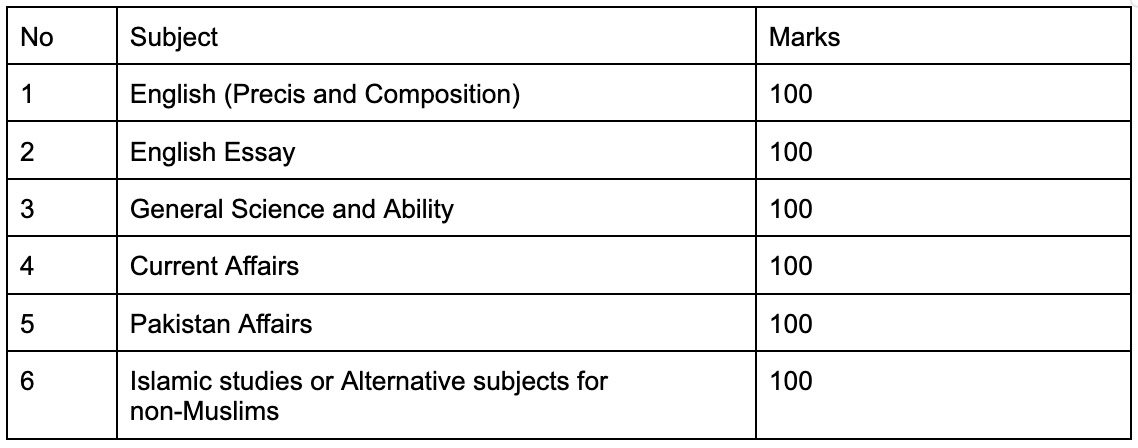 No Subject Marks
1 English (Precis and Composition) 100
2 English Essay 100
3 General Science and Ability 100
4 Current Affairs 100
5 Pakistan Affairs 100
6 Islamic studies or Alternative subjects for 100
non-Muslims